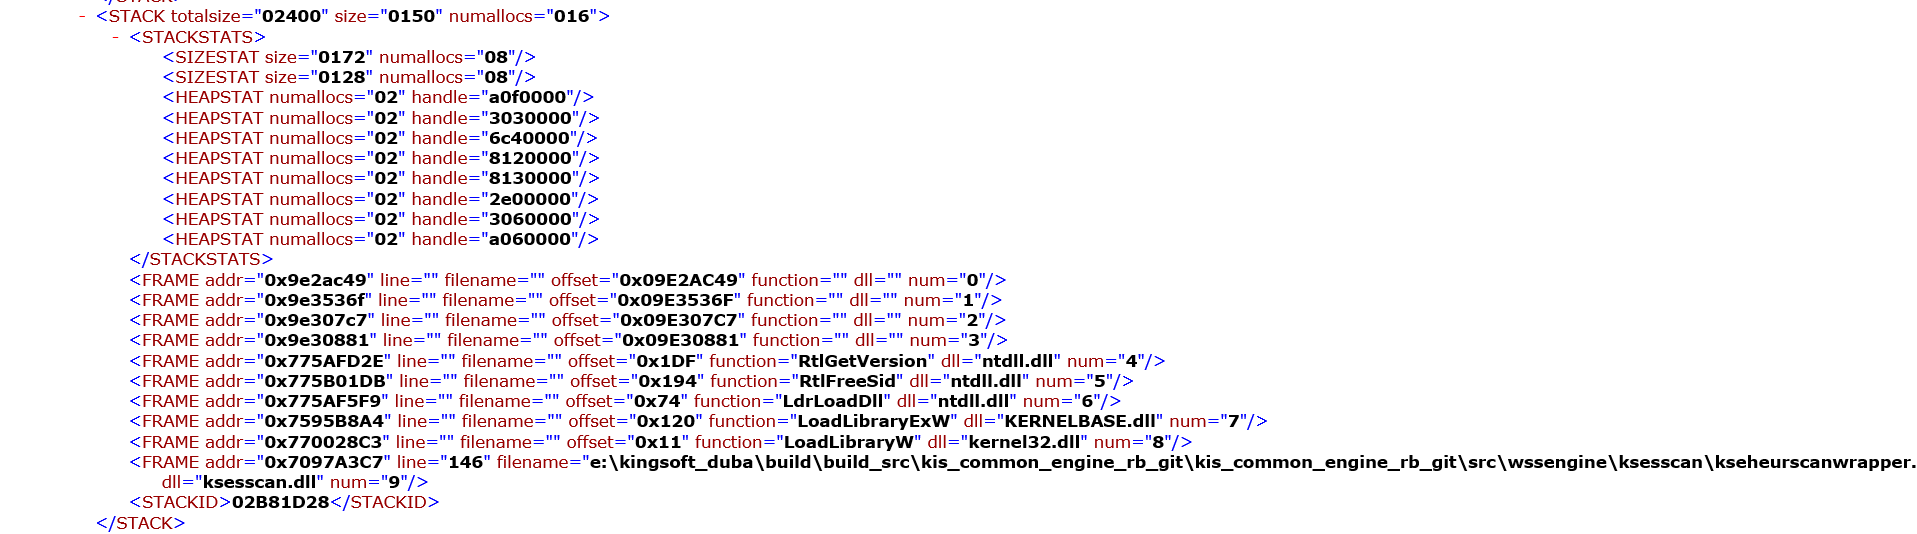 </STACK>
- <STACK totalsize="02400" size="0150" numallocs="016">
- <STACKSTATS>
<SIZESTAT size="0172" numallocs="08"/>
<SIZESTAT size="0128" numallocs="08"/>
<HEAPSTAT numallocs="02" handle="a0f0000"/>
<HEAPSTAT numallocs="02" handle="3030000"/>
<HEAPSTAT numallocs="02" handle="6c40000"/>
<HEAPSTAT numallocs="02" handle="8120000"/>
<HEAPSTAT numallocs="02" handle="8130000"/>
<HEAPSTAT numallocs="02" handle="2e00000"/>
<HEAPSTAT numallocs="02" handle="3060000"/>
<HEAPSTAT numallocs="02" handle="a060000"/>
</STACKSTATS>
<FRAME addr="0x9e2ac49" line="" filename="" offset="0x09E2AC49" function="" dll="" num="0"/>
<FRAME addr="0x9e3536f" line="" filename="" offset="0x09E3536F" function="" dll="" num="1"/>
<FRAME addr="0x9e307c7" line="" filename="" offset="0x09E307C7" function="" dll="" num="2"/>
<FRAME addr="0x9e30881" line="" filename="" offset="0x09E30881" function="" dll="" num="3"/>
<FRAME addr="0x775AFD2E" line="" filename="" offset="0x1DF" function="RtlGetVersion" dll="ntdll.dll" num="4"/>
<FRAME addr="0x775B01DB" line="" filename="" offset="0x194" function="RtlFreeSid" dll="ntdll.dll" num="5"/>
<FRAME addr="0x775AF5F9" line="" filename="" offset="0x74" function="LdrLoadDll" dll="ntdll.dll" num="6"/>
<FRAME addr="0x7595B8A4" line="" filename="" offset="0x120" function="LoadLibraryExW" dll="KERNELBASE.dll" num="7"/>
<FRAME addr="0x770028C3" line="" filename="" offset="0x11" function="LoadLibraryW" dll="kernel32.dll" num="8"/>
<FRAME addr="0x7097A3C7" line="146" filename="e:\kingsoft_duba\build\build_src\kis_common_engine_rb_git\kis_common_engine_rb_git\src\wssengine\ksesscan\kseheurscanwrapper.
dll="ksesscan.dll" num="9"/>
<STACKID>02B81D28</STACKID>
</STACK>